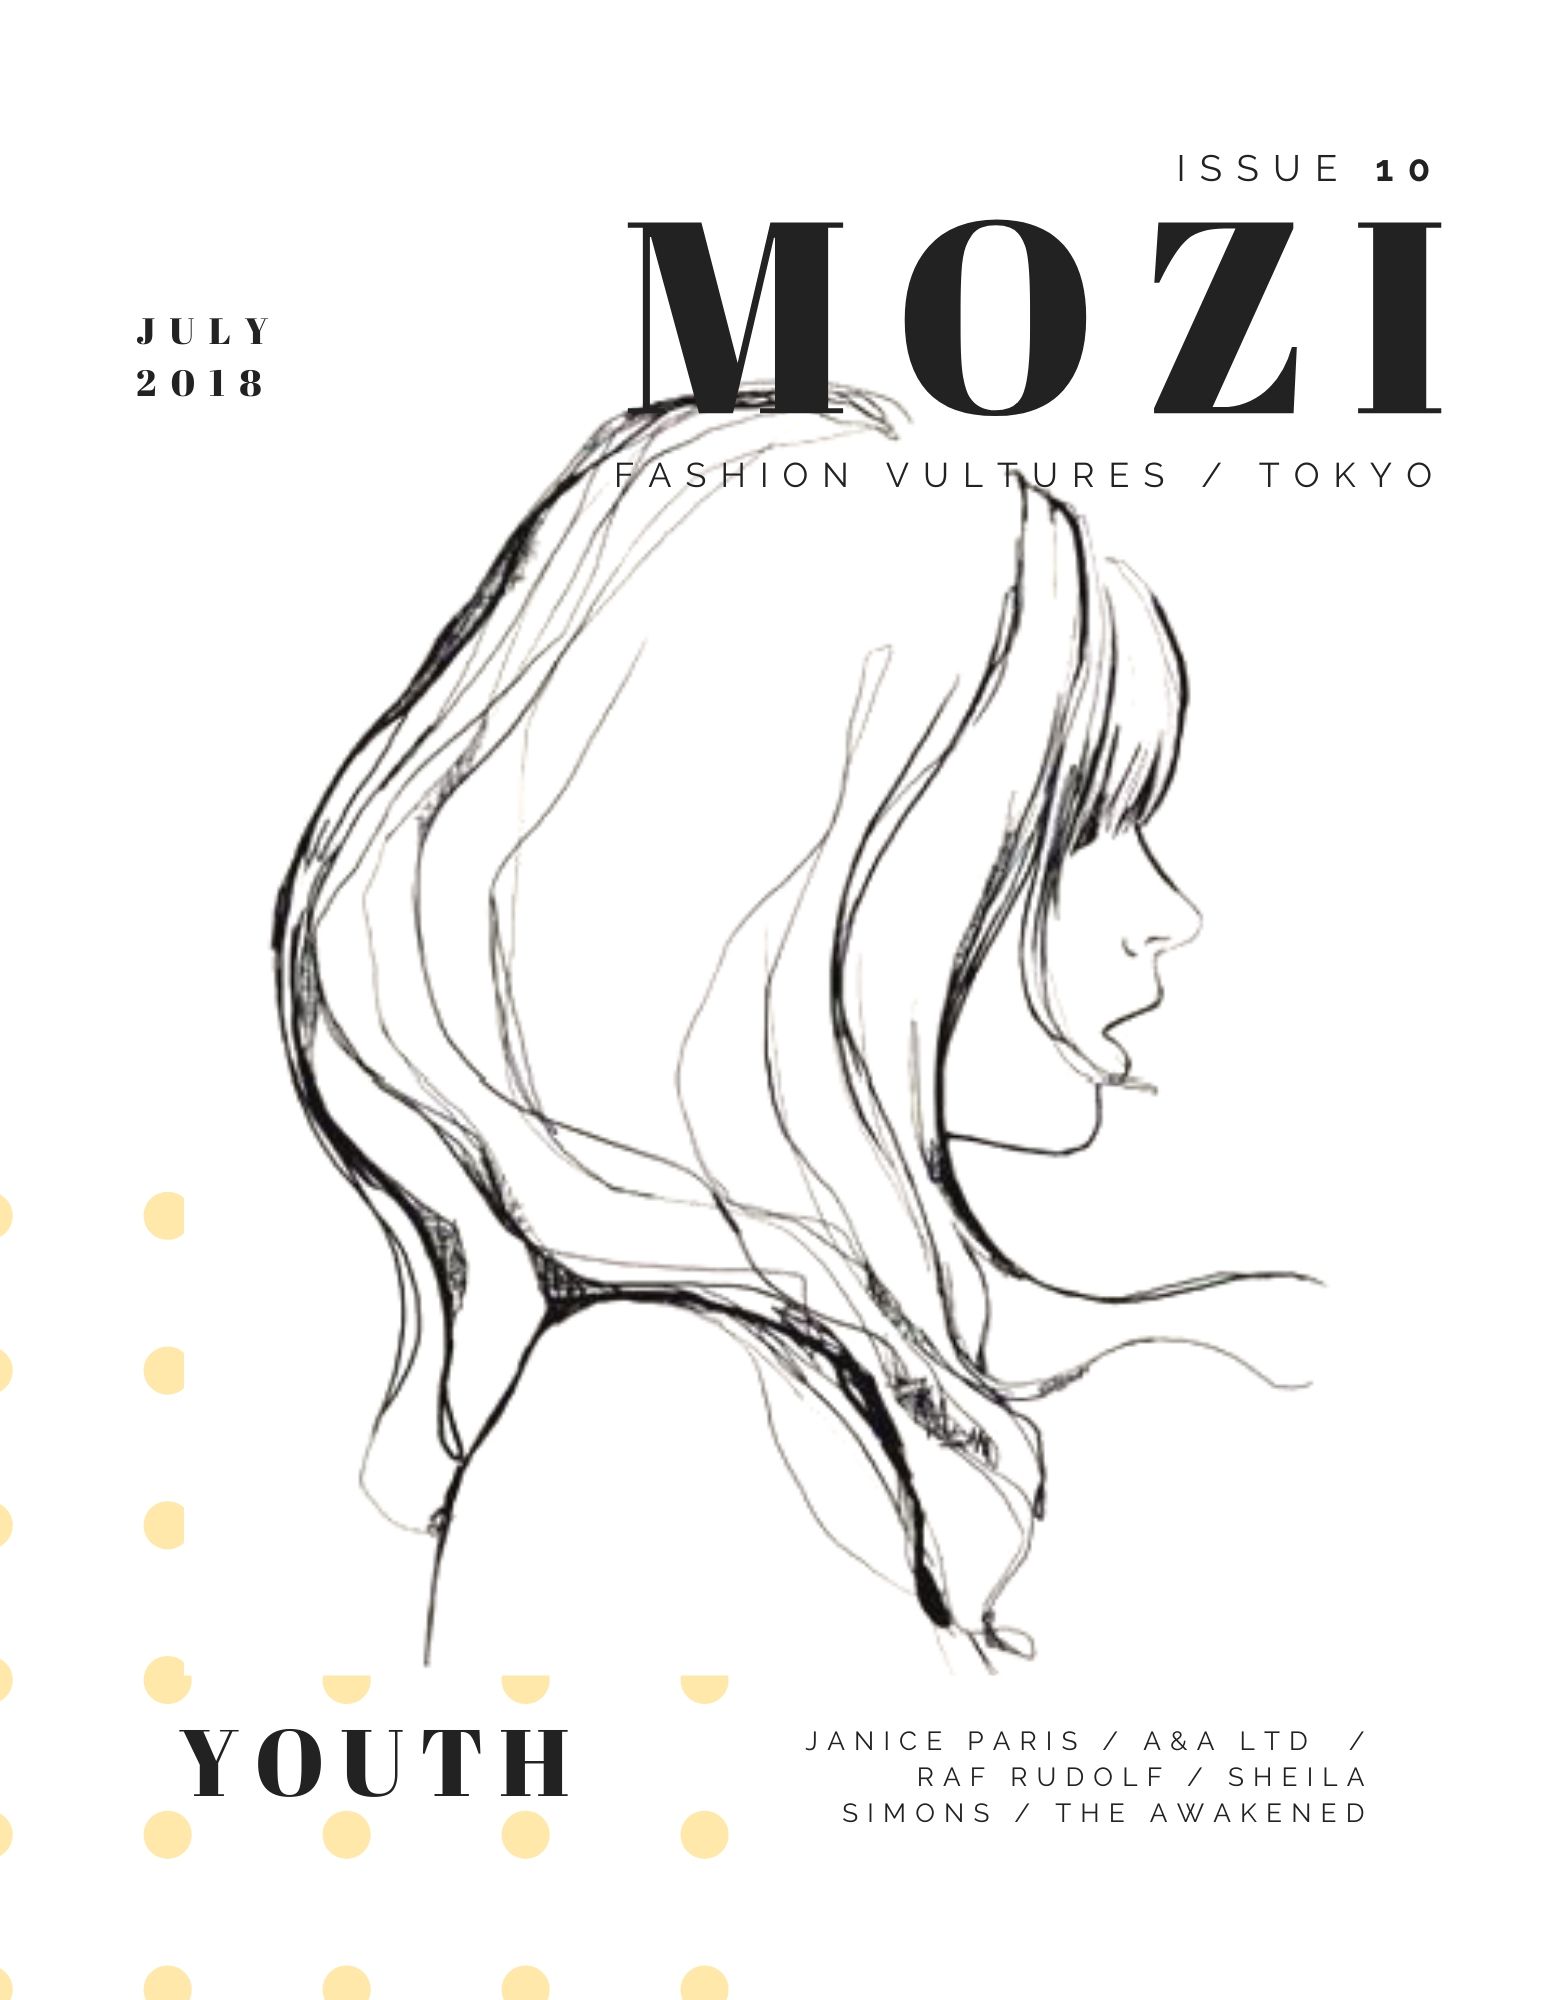 ISSUE 10
MOZI
JULY
2018
FASHION VULTURES / TOKYO
YOUTH
JANICE PARIS / A&A LTD /
RAF RUDOLF / SHEILA
SIMONS / THE AWAKENED